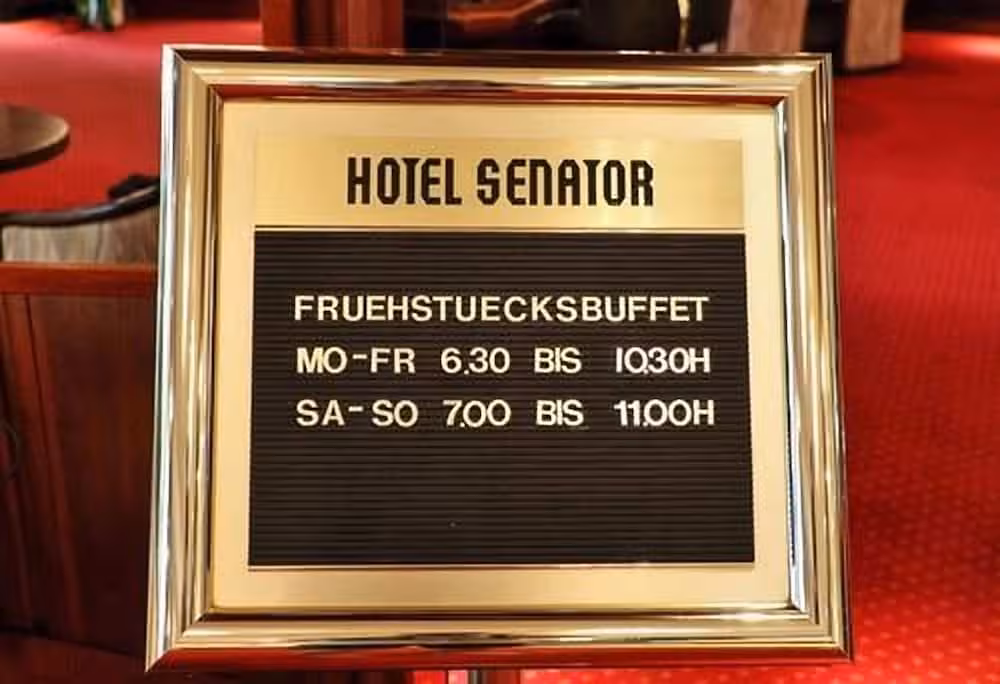 HOTEL SENATOR
FRUEHSTUECKSBUFFET
MO-FR 6.30 BIS 10.30H
SA-SO 7.00 BIS 11.00H